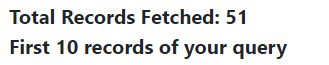 Total Records Fetched: 51
First 10 records of your query